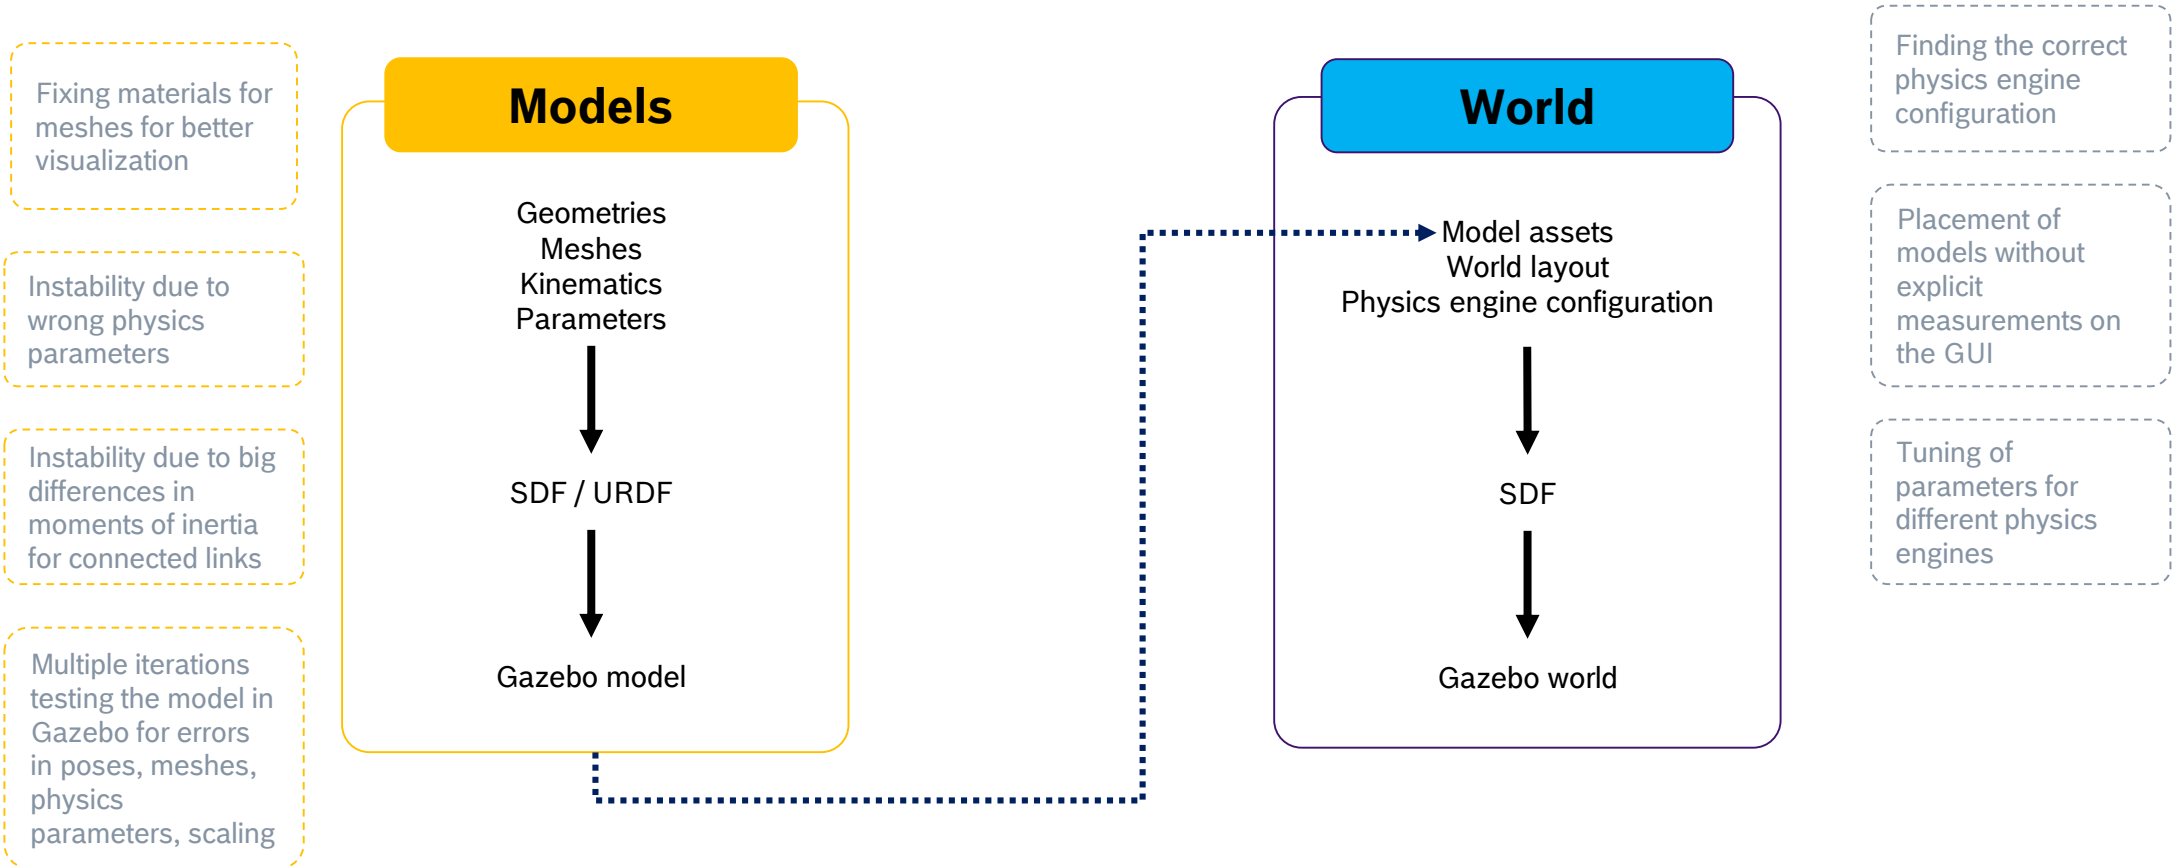 Fixing materials for
meshes for better
visualization
Instability due to
wrong physics
parameters
Instability due to big
differences in
moments of inertia
for connected links
Multiple iterations
testing the model in
Gazebo for errors
in poses, meshes,
physics
parameters, scaling
Models
Geometries
Meshes
Kinematics
Parameters
SDF / URDF
Gazebo model
World
Model assets
World layout
Physics engine configuration
SDF
Gazebo world
Finding the correct
physics engine
configuration
Placement of
models without
explicit
measurements on
the GUI
Tuning of
parameters for
different physics
engines